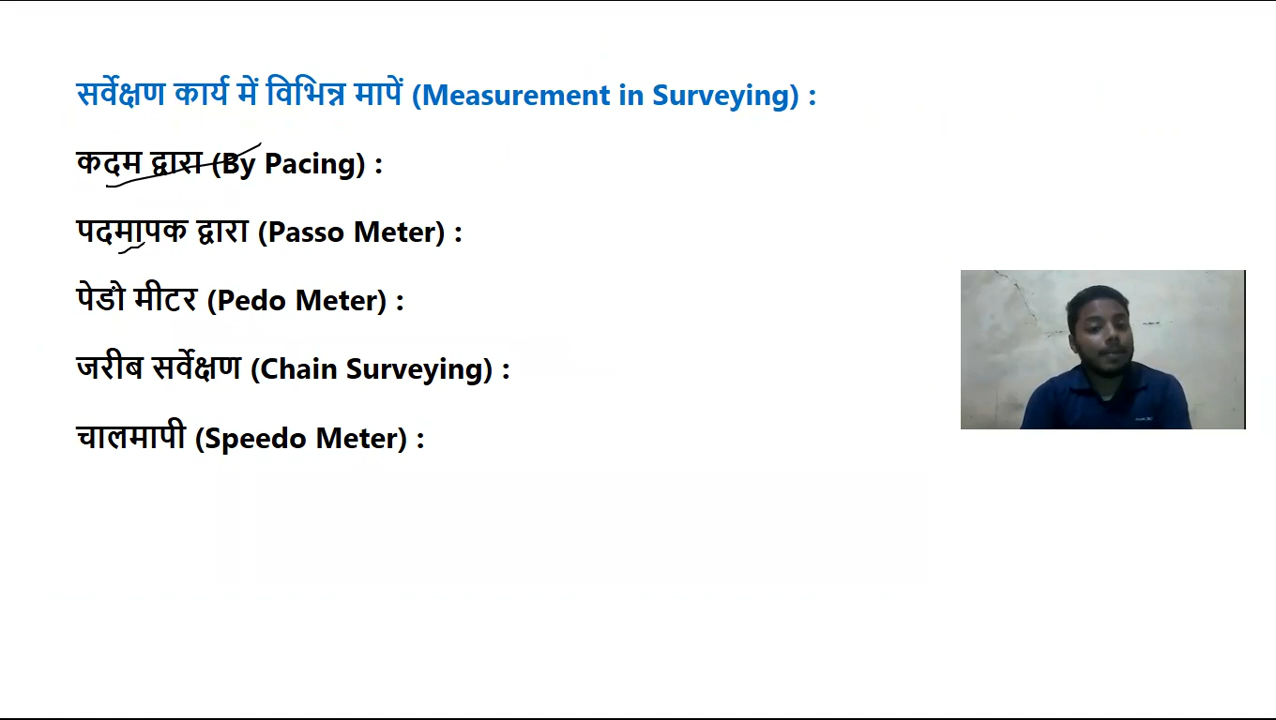 सर्वेक्षण कार्य में विभिन्न मापें (Measurement in Surveying) :
कदम द्वारा (By Pacing) :
पदमापक द्वारा (Passo Meter) :
पेडौ मीटर (Pedo Meter) :
जरीब सर्वेक्षण (Chain Surveying) :
चालमापी (Speedo Meter) :